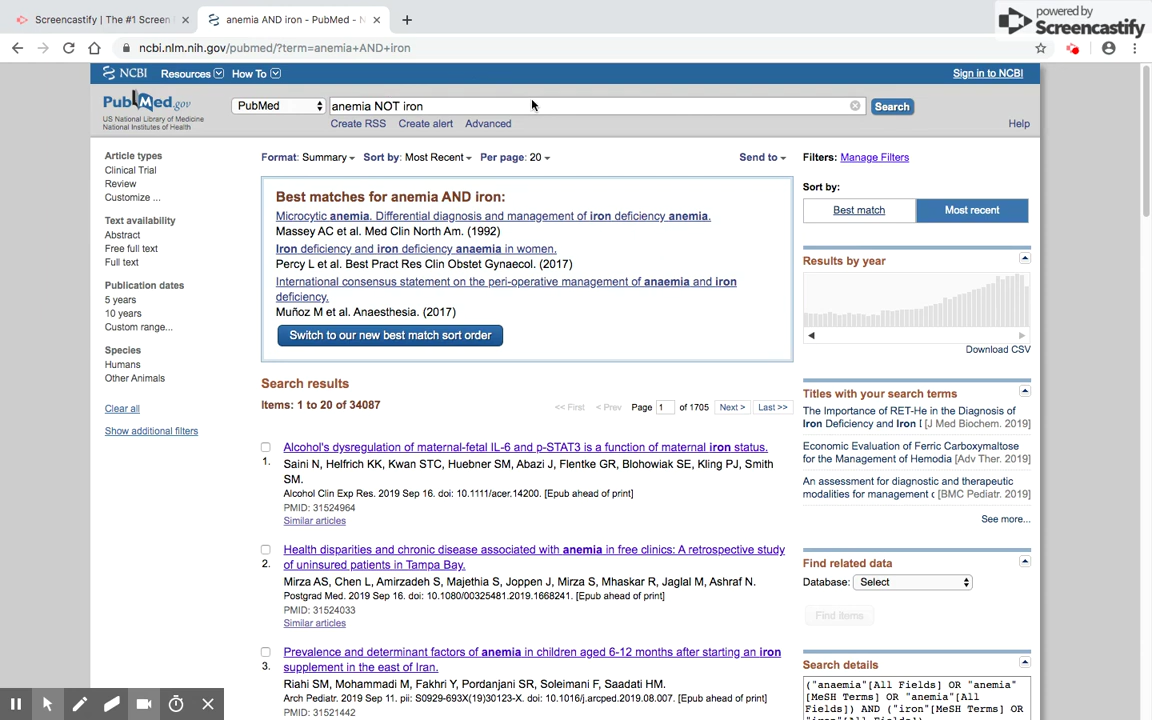 Screencastify | The #1 Screen
anemia AND iron - PubMed - N
powered by
Screencastify
ncbi.nlm.nih.gov/pubmed/?term=anemia+AND+iron
NCBI Resources How To Sign in to NCBI
PubMed.gov
US National Library of Medicine
National Institutes of Health
PubMed
anemia NOT iron
Search
Create RSS Create alert Advanced
Help
Article types
Clinical Trial
Review
Customize ...
Text availability
Abstract
Free full text
Full text
Publication dates
5 years
10 years
Custom range...
Species
Humans
Other Animals
Clear all
Show additional filters
Format: Summary Sort by: Most Recent Per page: 20 Send to
Best matches for anemia AND iron:
Microcytic anemia. Differential diagnosis and management of iron deficiency anemia.
Massey AC et al. Med Clin North Am. (1992)
Iron deficiency and iron deficiency anaemia in women.
Percy L et al. Best Pract Res Clin Obstet Gynaecol. (2017)
International consensus statement on the peri-operative management of anaemia and iron
deficiency.
Muñoz M et al. Anaesthesia. (2017)
Switch to our new best match sort order
Search results
Items: 1 to 20 of 34087
<< First < Prev Page 1 of 1705 Next > Last >>
Alcohol's dysregulation of maternal-fetal IL-6 and p-STAT3 is a function of maternal iron status.
1. Saini N, Helfrich KK, Kwan STC, Huebner SM, Abazi J, Flentke GR, Blohowiak SE, Kling PJ, Smith
SM.
Alcohol Clin Exp Res. 2019 Sep 16. doi: 10.1111/acer.14200. [Epub ahead of print]
PMID: 31524964
Similar articles
Health disparities and chronic disease associated with anemia in free clinics: A retrospective study
2. of uninsured patients in Tampa Bay.
Mirza AS, Chen L, Amirzadeh S, Majethia S, Joppen J, Mirza S, Mhaskar R, Jaglal M, Ashraf N.
Postgrad Med. 2019 Sep 16. doi: 10.1080/00325481.2019.1668241. [Epub ahead of print]
PMID: 31524033
Similar articles
Prevalence and determinant factors of anemia in children aged 6-12 months after starting an iron
3. supplement in the east of Iran.
Riahi SM, Mohammadi M, Fakhri Y, Pordanjani SR, Soleimani F, Saadati HM.
Arch Pediatr. 2019 Sep 11. pii: S0929-693X(19)30123-X. doi: 10.1016/j.arcped.2019.08.007. [Epub ahead of print]
PMID: 31521442
Filters: Manage Filters
Sort by:
Best match Most recent
Results by year
Download CSV
Titles with your search terms
The Importance of RET-He in the Diagnosis of
Iron Deficiency and Iron [J Med Biochem. 2019]
Economic Evaluation of Ferric Carboxymaltose
for the Management of Hemodia [Adv Ther. 2019]
An assessment for diagnostic and therapeutic
modalities for management c [BMC Pediatr. 2019]
See more...
Find related data
Database: Select
Find items
Search details
("anaemia"[All Fields] OR "anemia"
[MeSH Terms] OR "anemia"[All
Fields]) AND ("iron"[MeSH Terms] OR
"iron"[All Fields])